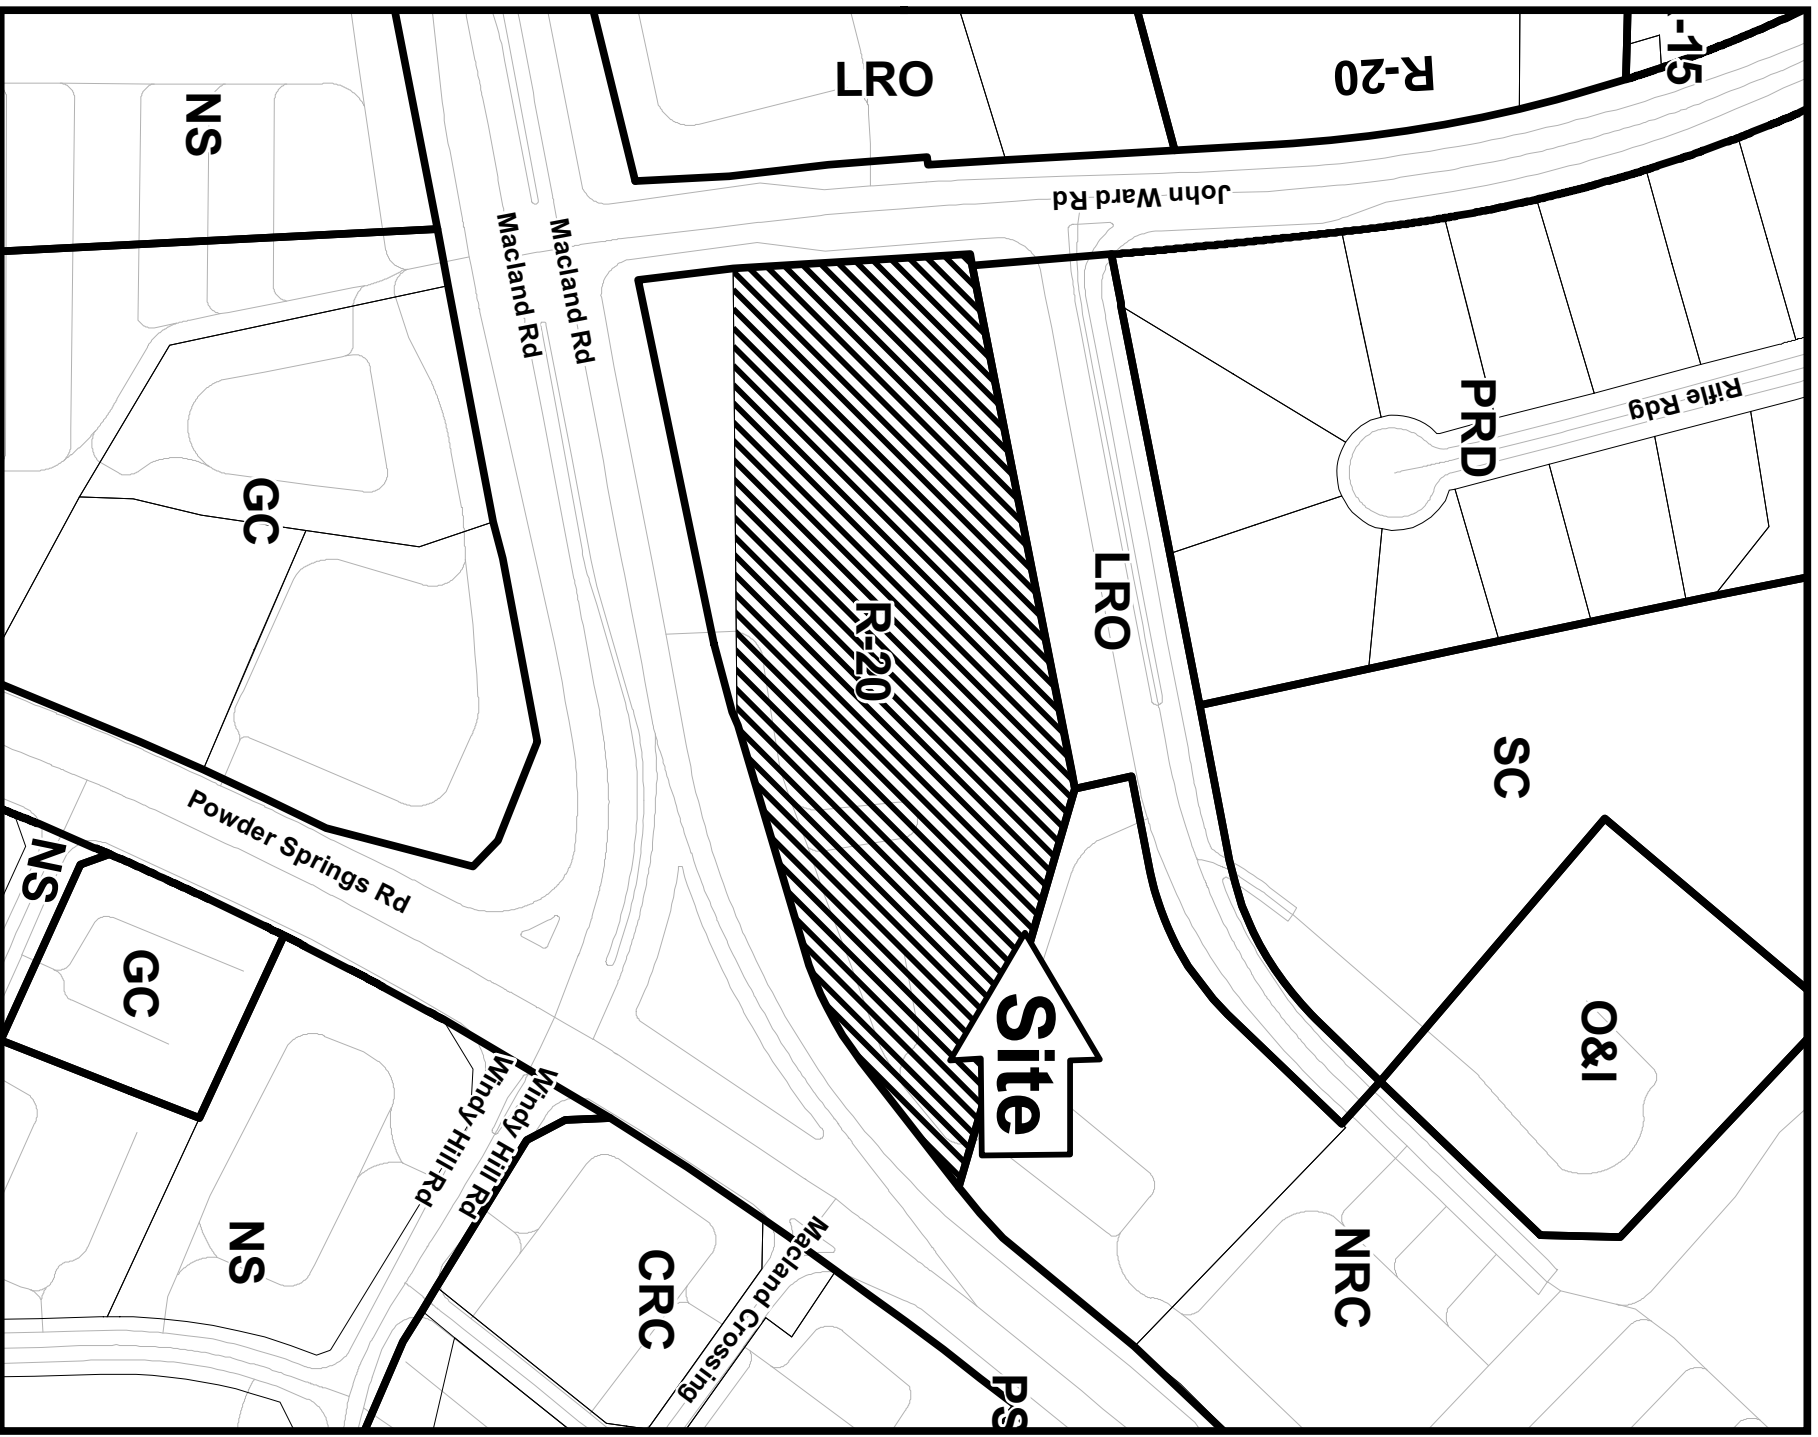 LRO
R-20
-15
NS
John Ward Rd
Macland Rd
Macland Rd
PRD
Rifle Rdg
GC
LRO
R-20
SC
Powder Springs Rd
NS
GC
Site
O&I
Windy Hill Rd
Windy Hill Rd
NS
CRC
Macland Crossing
NRC
PS